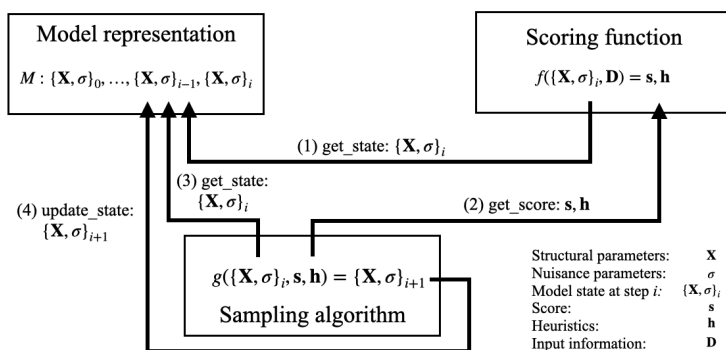 Model representation
M : {𝐗, σ}₀, …, {𝐗, σ}ᵢ₋₁, {𝐗, σ}ᵢ
Scoring function
f({𝐗, σ}ᵢ, 𝐃) = 𝐬, 𝐡
(1) get_state: {𝐗, σ}ᵢ
(3) get_state:
{𝐗, σ}ᵢ
(2) get_score: 𝐬, 𝐡
(4) update_state:
{𝐗, σ}ᵢ₊₁
g({𝐗, σ}ᵢ, 𝐬, 𝐡) = {𝐗, σ}ᵢ₊₁
Sampling algorithm
Structural parameters: 𝐗
Nuisance parameters: σ
Model state at step i: {𝐗, σ}ᵢ
Score: 𝐬
Heuristics: 𝐡
Input information: 𝐃